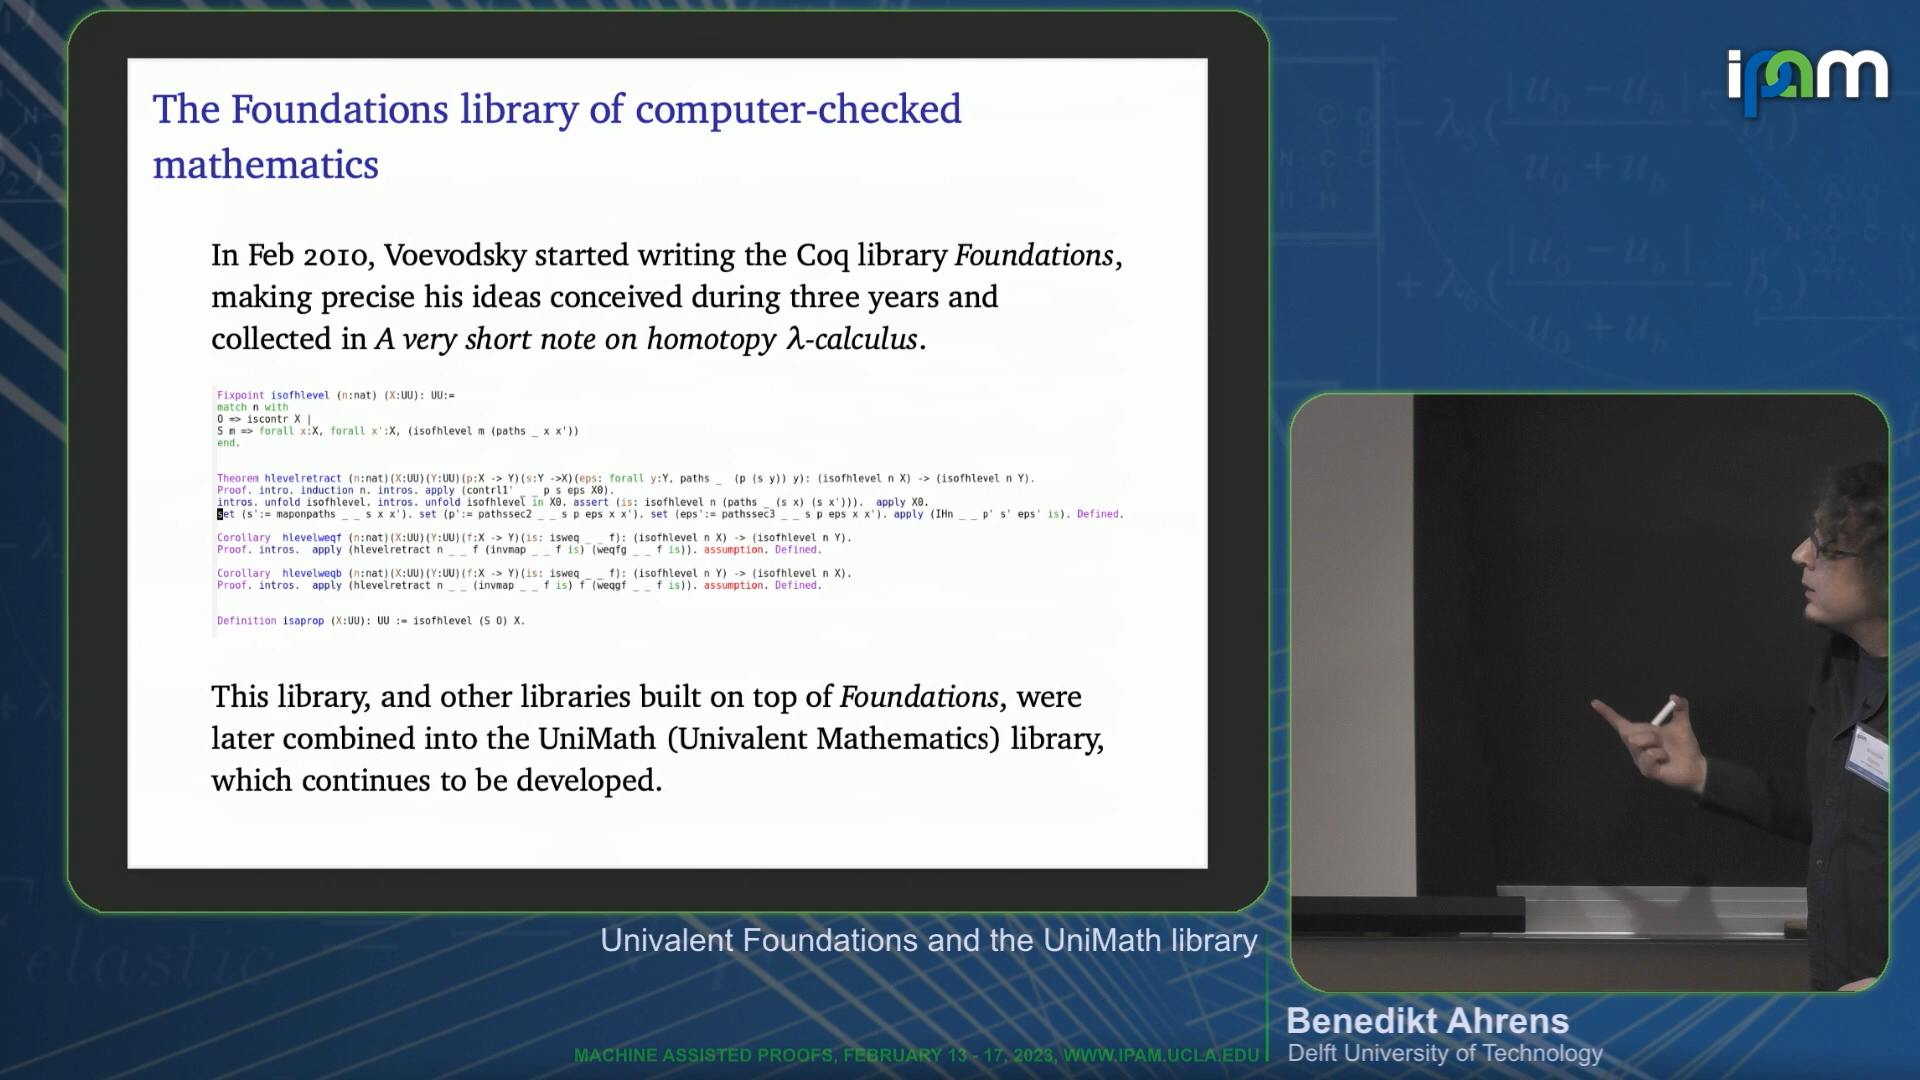 The Foundations library of computer-checked
mathematics
In Feb 2010, Voevodsky started writing the Coq library Foundations,
making precise his ideas conceived during three years and
collected in A very short note on homotopy λ-calculus.
Fixpoint isofhlevel (n:nat) (X:UU): UU:=
match n with
O => iscontr X |
S m => forall x:X, forall x':X, (isofhlevel m (paths _ x x'))
end.
Theorem hlevelretract (n:nat)(X:UU)(Y:UU)(p:X -> Y)(s:Y ->X)(eps: forall y:Y, paths _ (p (s y)) y): (isofhlevel n X) -> (isofhlevel n Y).
Proof. intro. induction n. intros. apply (contrl1' _ _ p s eps X0).
intros. unfold isofhlevel. intros. unfold isofhlevel in X0. assert (is: isofhlevel n (paths _ (s x) (s x'))). apply X0.
set (s':= maponpaths _ _ s x x'). set (p':= pathssec2 _ _ s p eps x x'). set (eps':= pathssec3 _ _ s p eps x x'). apply (IHn _ _ p' s' eps' is). Defined.
Corollary hlevelweqf (n:nat)(X:UU)(Y:UU)(f:X -> Y)(is: isweq _ _ f): (isofhlevel n X) -> (isofhlevel n Y).
Proof. intros. apply (hlevelretract n _ _ f (invmap _ _ f is) (weqfg _ _ f is)). assumption. Defined.
Corollary hlevelweqb (n:nat)(X:UU)(Y:UU)(f:X -> Y)(is: isweq _ _ f): (isofhlevel n Y) -> (isofhlevel n X).
Proof. intros. apply (hlevelretract n _ _ (invmap _ _ f is) f (weqgf _ _ f is)). assumption. Defined.
Definition isaprop (X:UU): UU := isofhlevel (S O) X.
This library, and other libraries built on top of Foundations, were
later combined into the UniMath (Univalent Mathematics) library,
which continues to be developed.
ipam
Univalent Foundations and the UniMath library
Benedikt Ahrens
Delft University of Technology
MACHINE ASSISTED PROOFS, FEBRUARY 13 - 17, 2023, WWW.IPAM.UCLA.EDU
elastic